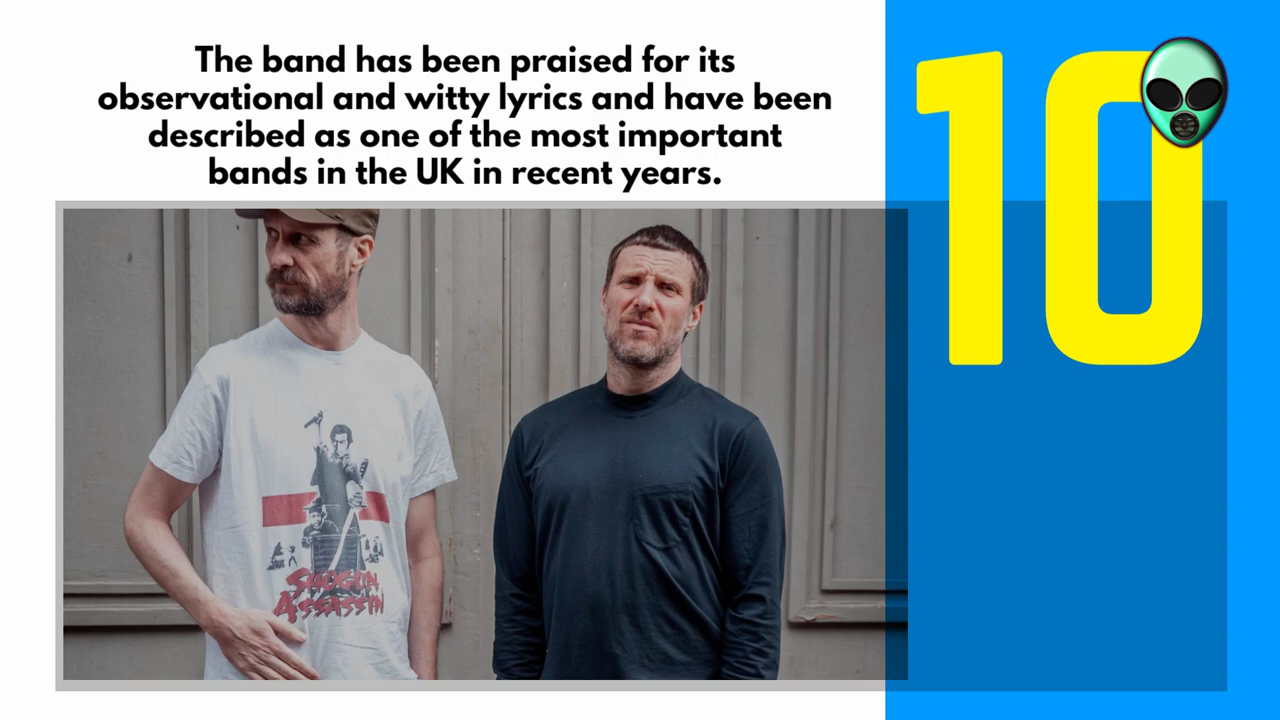 The band has been praised for its
observational and witty lyrics and have been
described as one of the most important
bands in the UK in recent years.
10
SHOGUN
ASSASSIN